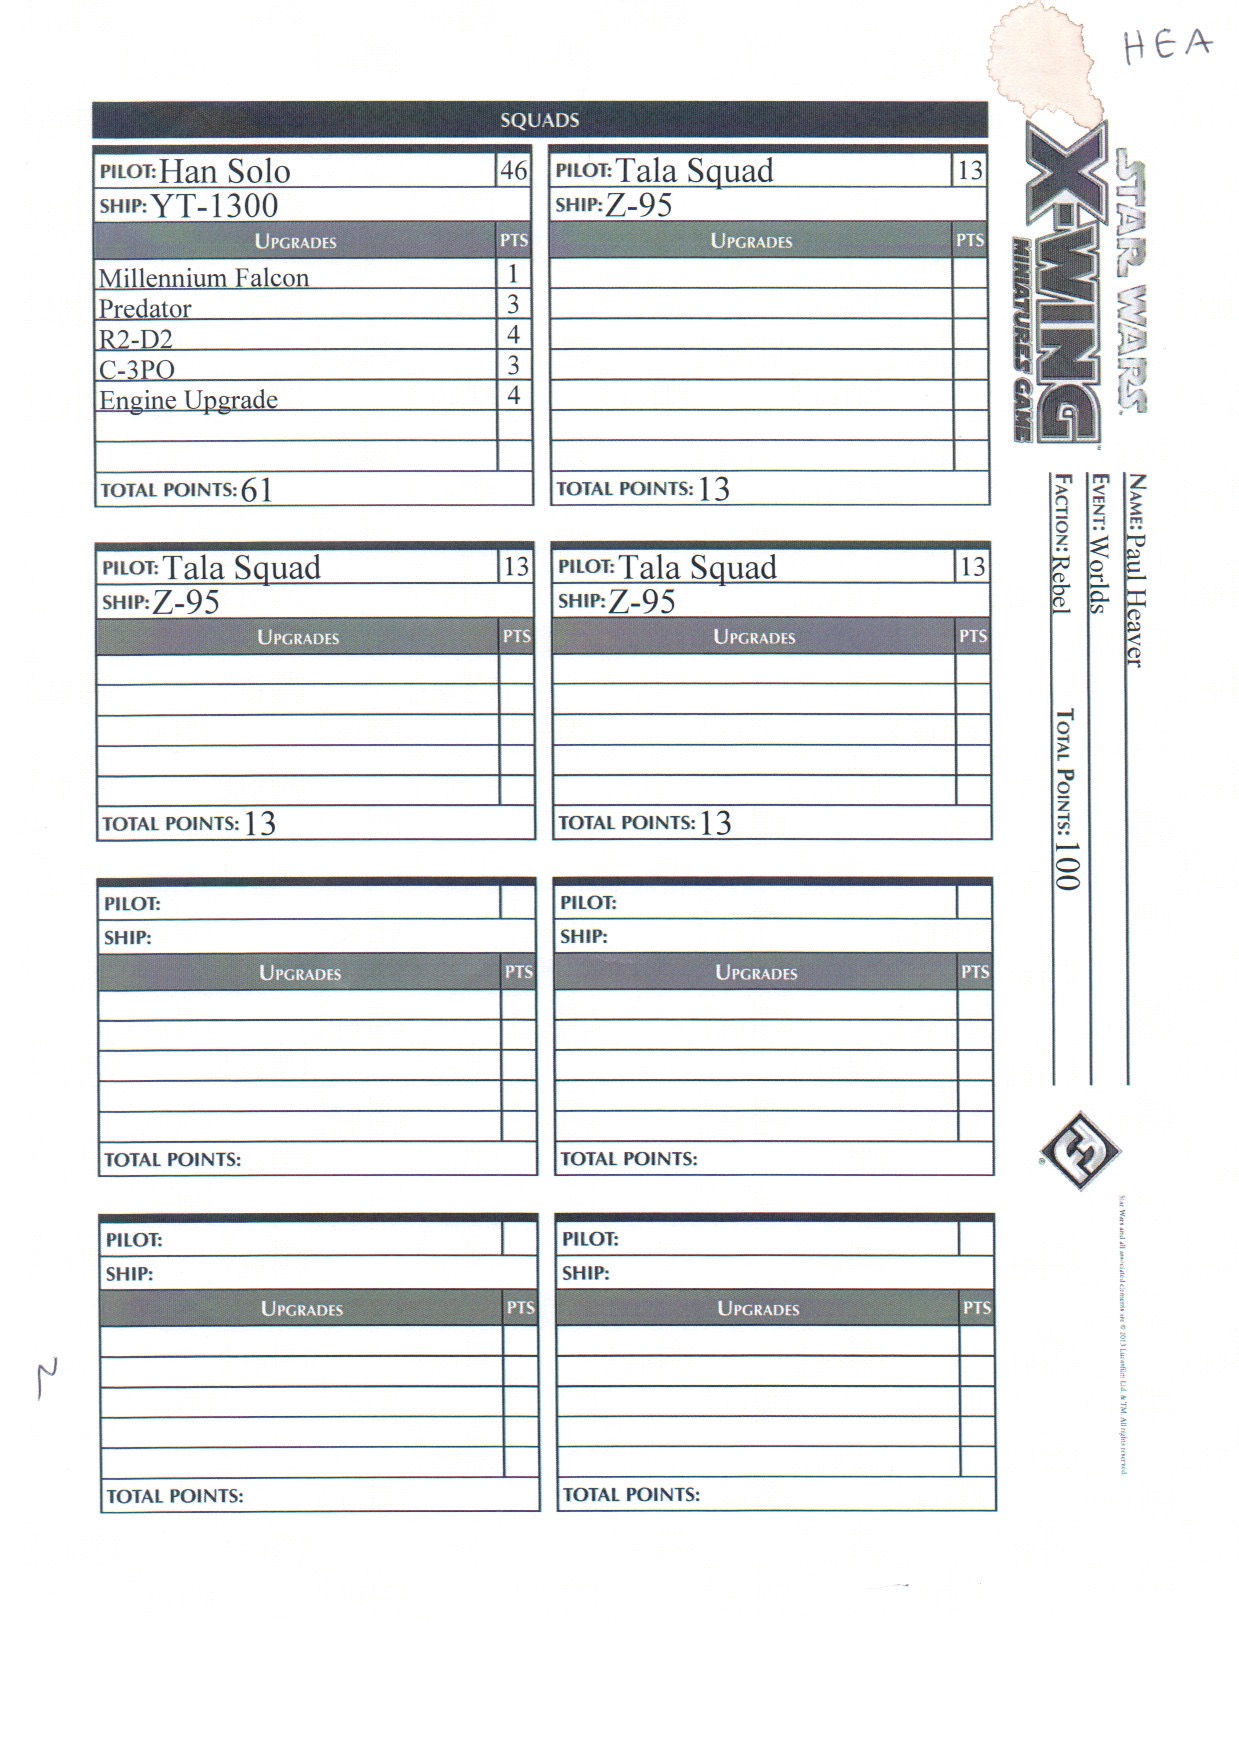 HEA
SQUADS
PILOT: Han Solo 46
SHIP: YT-1300
UPGRADES PTS
Millennium Falcon 1
Predator 3
R2-D2 4
C-3PO 3
Engine Upgrade 4
TOTAL POINTS: 61
PILOT: Tala Squad 13
SHIP: Z-95
UPGRADES PTS
TOTAL POINTS: 13
PILOT: Tala Squad 13
SHIP: Z-95
UPGRADES PTS
TOTAL POINTS: 13
PILOT: Tala Squad 13
SHIP: Z-95
UPGRADES PTS
TOTAL POINTS: 13
PILOT:
SHIP:
UPGRADES PTS
TOTAL POINTS:
PILOT:
SHIP:
UPGRADES PTS
TOTAL POINTS:
PILOT:
SHIP:
UPGRADES PTS
TOTAL POINTS:
PILOT:
SHIP:
UPGRADES PTS
TOTAL POINTS:
STAR WARS™
X-WING™
MINIATURES GAME
NAME: Paul Heaver
EVENT: Worlds
FACTION: Rebel TOTAL POINTS: 100
FF®
Star Wars and all associated elements are © 2013 Lucasfilm Ltd. & TM. All rights reserved.